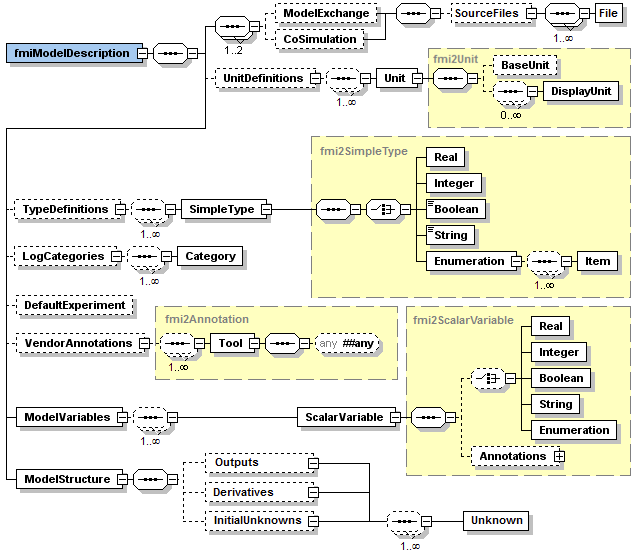 ModelExchange
SourceFiles
File
CoSimulation
1..2
1..∞
fmiModelDescription
fmi2Unit
BaseUnit
UnitDefinitions
Unit
1..∞
DisplayUnit
0..∞
fmi2SimpleType
Real
Integer
TypeDefinitions
SimpleType
Boolean
1..∞
String
LogCategories
Category
Enumeration
Item
1..∞
1..∞
DefaultExperiment
fmi2Annotation
fmi2ScalarVariable
Real
VendorAnnotations
Tool
any ##any
Integer
1..∞
Boolean
String
ModelVariables
ScalarVariable
Enumeration
1..∞
Annotations
Outputs
ModelStructure
Derivatives
InitialUnknowns
Unknown
1..∞